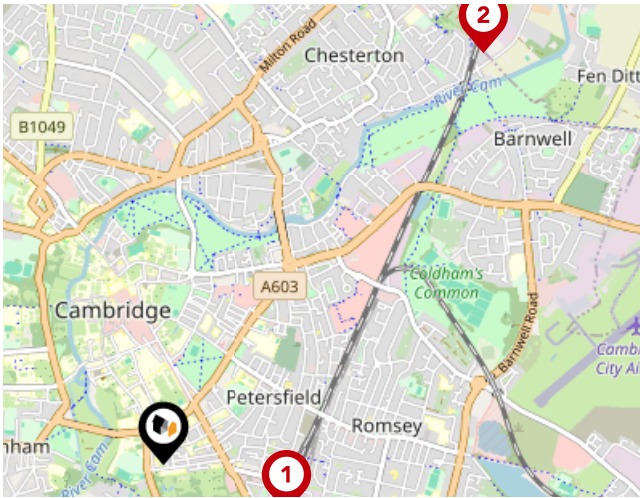 2
Milton Road
Chesterton
River Cam
Fen Ditt
B1049
Barnwell
A603
Coldham's
Common
Cambridge
Barnwell Road
Cambi
City Ai
Petersfield
Romsey
nham
1
River Cam